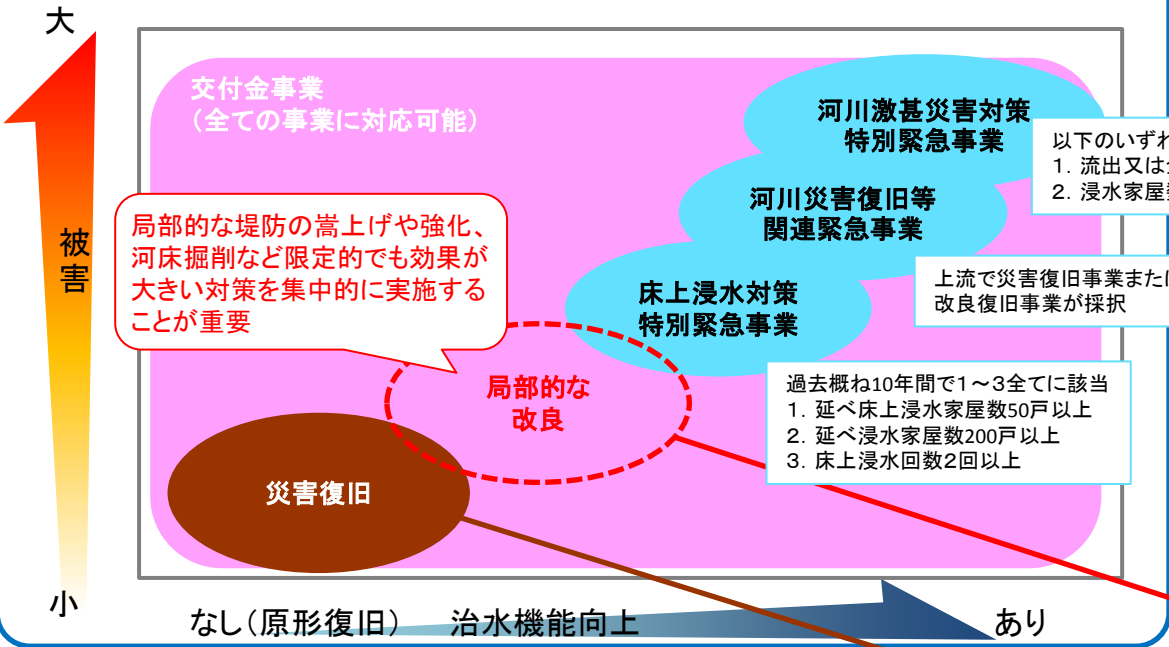 大
交付金事業
（全ての事業に対応可能）
河川激甚災害対策
特別緊急事業
以下のいずれ
1. 流出又は
2. 浸水家屋
河川災害復旧等
関連緊急事業
局部的な堤防の嵩上げや強化、
河床掘削など限定的でも効果が
大きい対策を集中的に実施する
ことが重要
被害
上流で災害復旧事業または
改良復旧事業が採択
床上浸水対策
特別緊急事業
局部的な
改良
過去概ね10年間で１～３全てに該当
1. 延べ床上浸水家屋数50戸以上
2. 延べ浸水家屋数200戸以上
3. 床上浸水回数２回以上
災害復旧
小
なし（原形復旧）
治水機能向上
あり